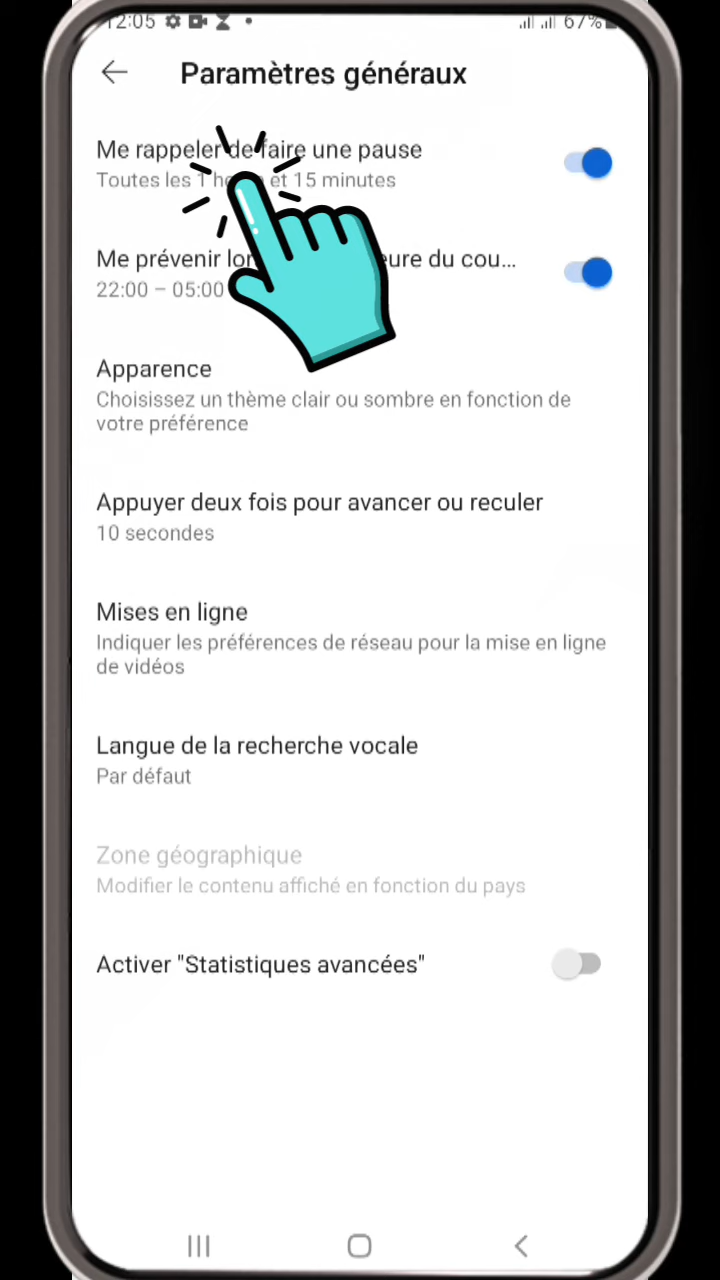 12:05 67%
Paramètres généraux
Me rappeler de faire une pause
Toutes les 1 et 15 minutes
Me prévenir du cou...
22:00 – 05:00
Apparence
Choisissez un thème clair ou sombre en fonction de
votre préférence
Appuyer deux fois pour avancer ou reculer
10 secondes
Mises en ligne
Indiquer les préférences de réseau pour la mise en ligne
de vidéos
Langue de la recherche vocale
Par défaut
Zone géographique
Modifier le contenu affiché en fonction du pays
Activer "Statistiques avancées"